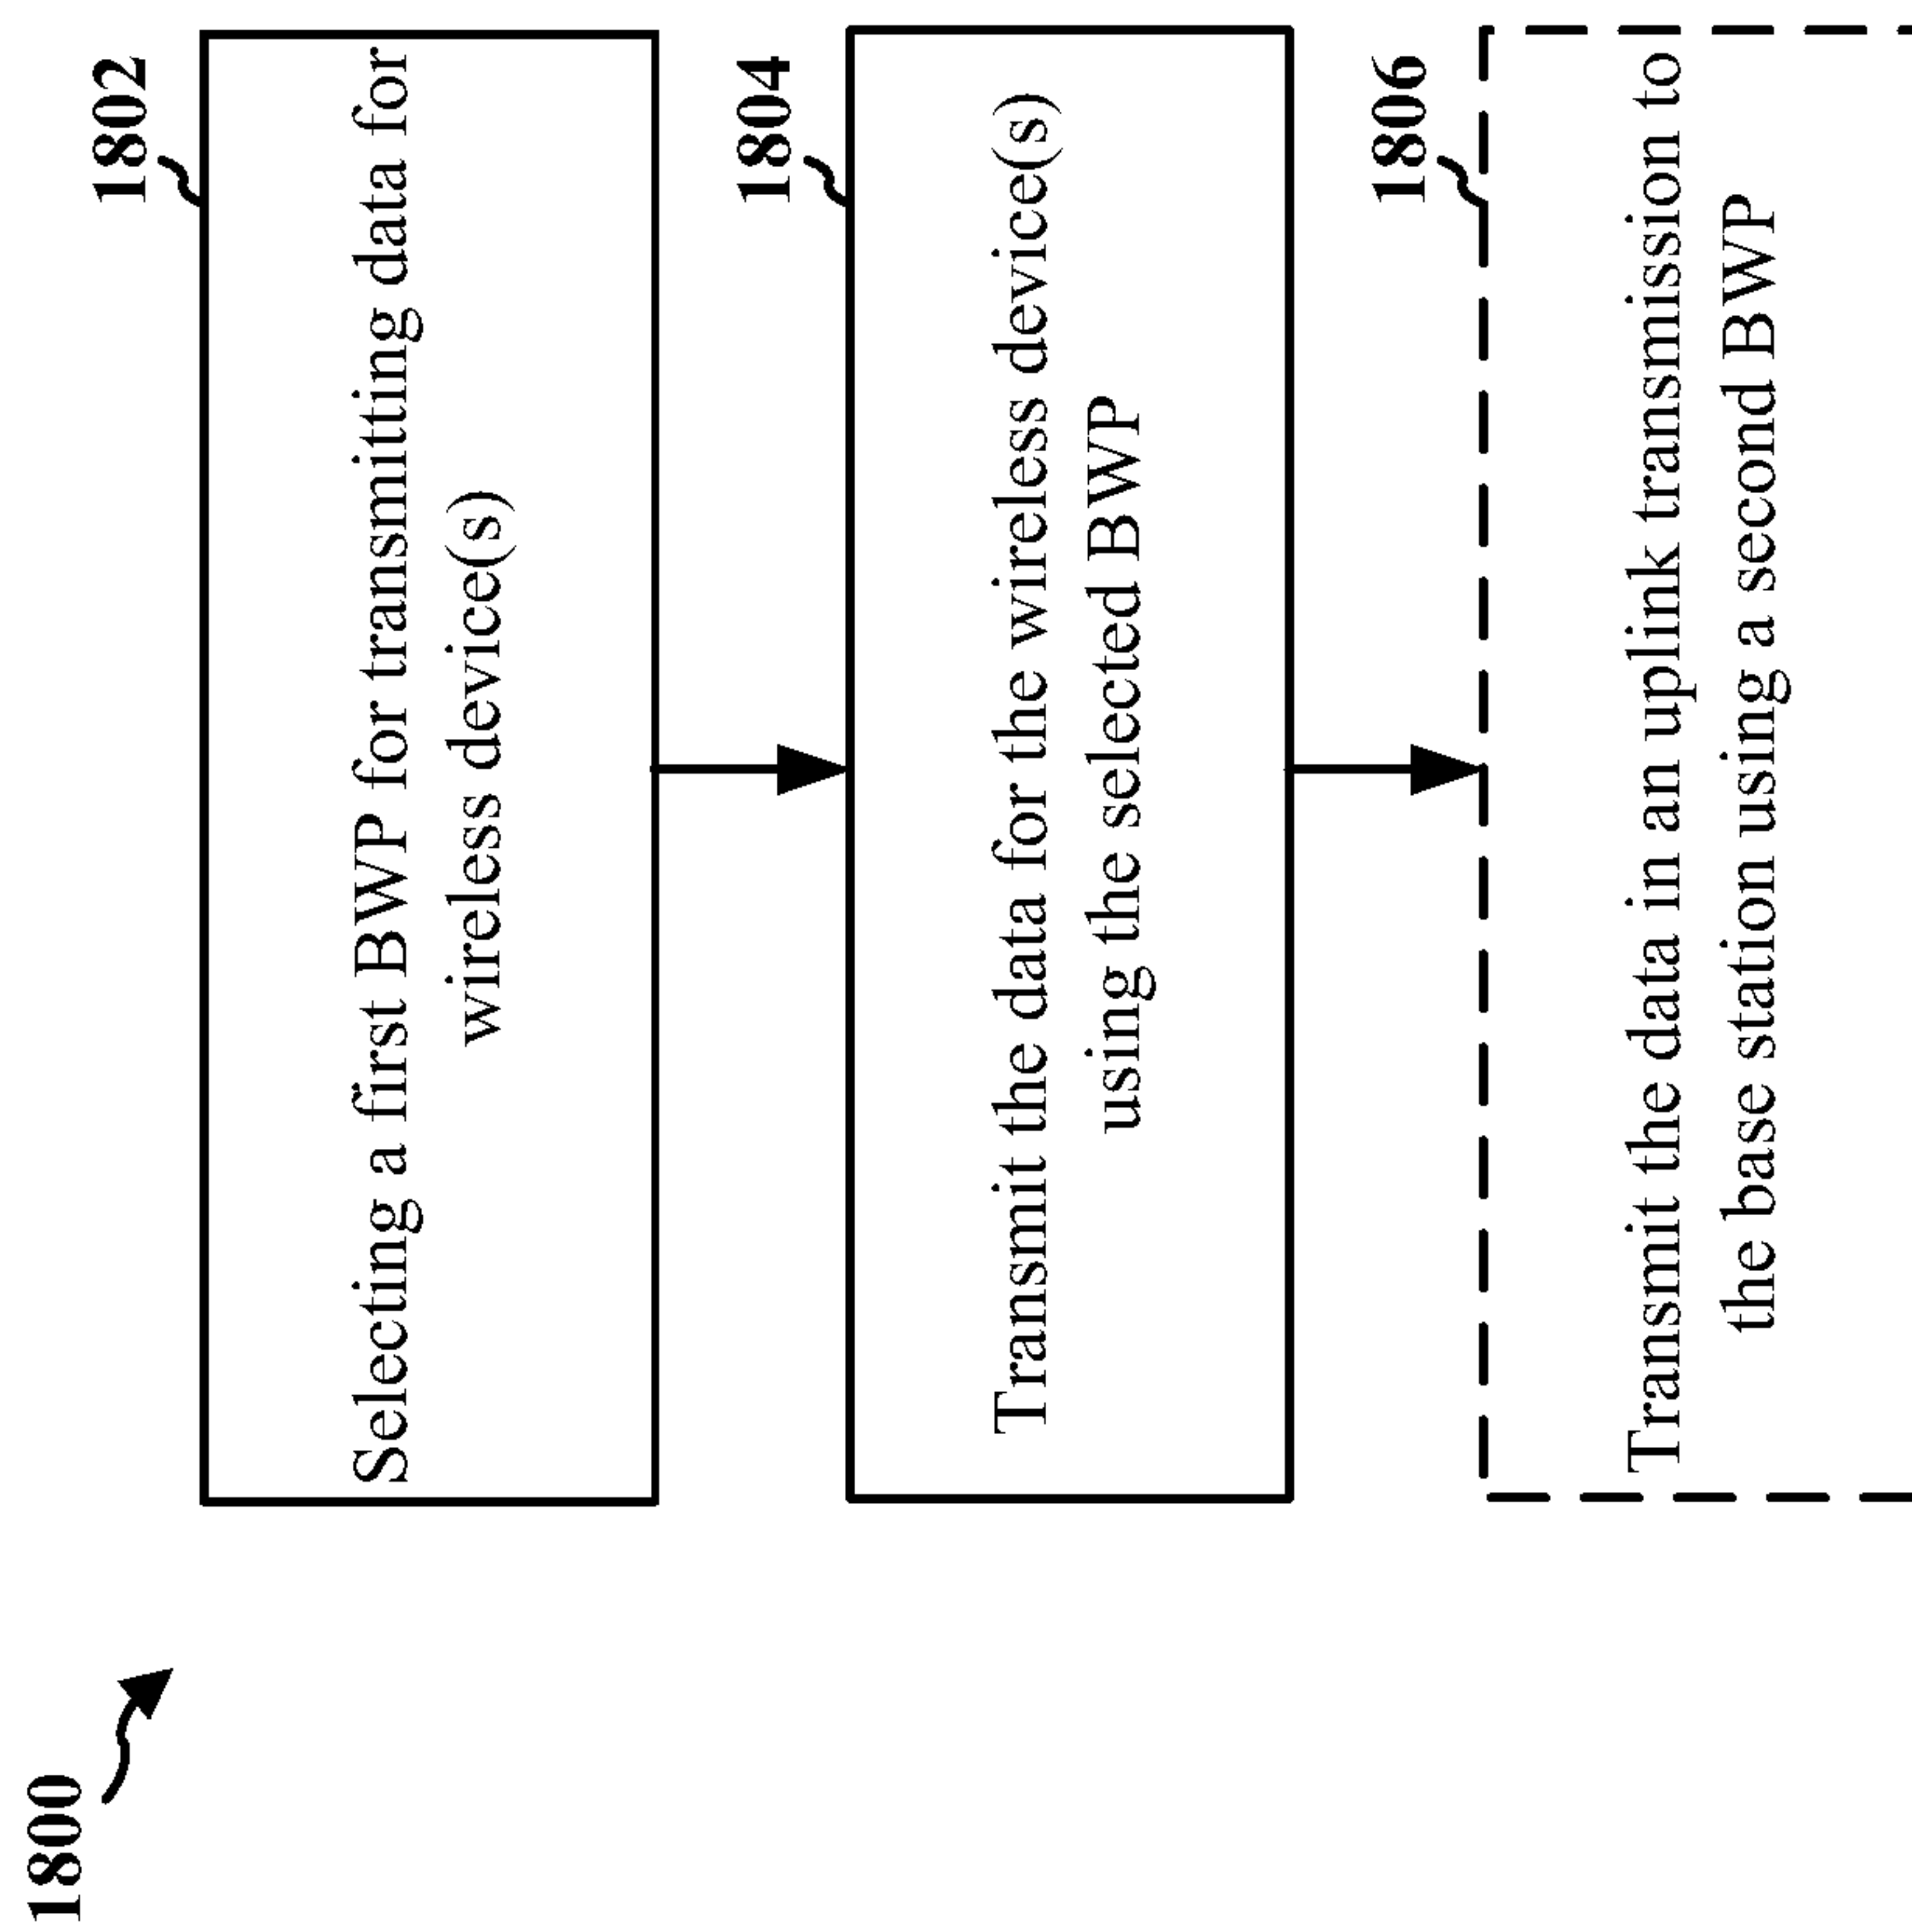 1800
1802
Selecting a first BWP for transmitting data for
wireless device(s)
1804
Transmit the data for the wireless device(s)
using the selected BWP
1806
Transmit the data in an uplink transmission to
the base station using a second BWP